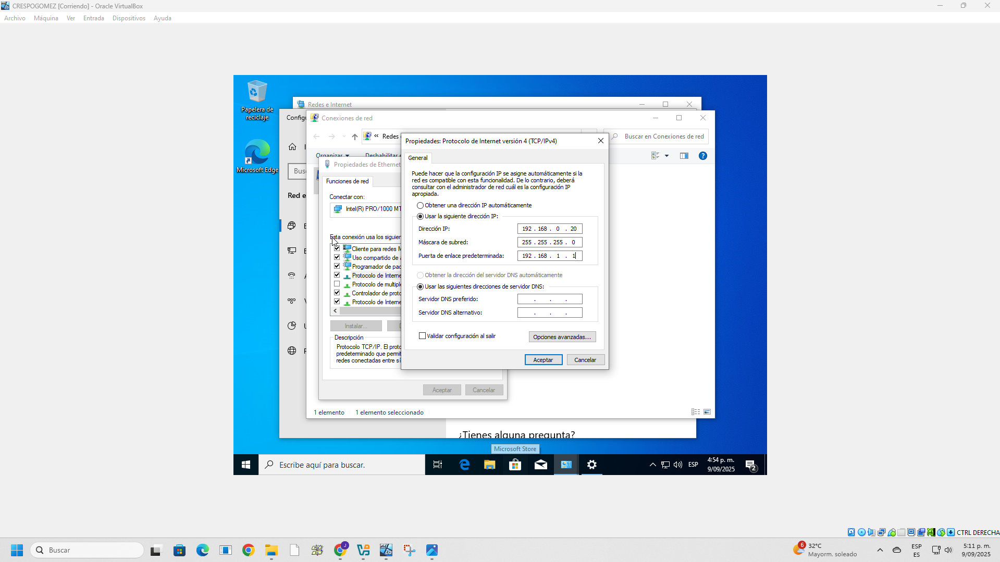 CRESPOGOMEZ [Corriendo] - Oracle VirtualBox
Archivo Máquina Ver Entrada Dispositivos Ayuda
Papelera de
reciclaje
Microsoft Edge
Redes e Internet
Conexiones de red
« Redes
Buscar en Conexiones de red
Organizar
Red e
Propiedades de Ethernet
Funciones de red
Conectar con:
Intel(R) PRO/1000 MT
Esta conexión usa los siguien
Cliente para redes M
Uso compartido de a
Programador de paq
Protocolo de Interne
Protocolo de multiple
Controlador de proto
Protocolo de Interne
Instalar...
Descripción
Protocolo TCP/IP. El proto
predeterminado que permit
redes conectadas entre sí
Aceptar Cancelar
Propiedades: Protocolo de Internet versión 4 (TCP/IPv4)
General
Puede hacer que la configuración IP se asigne automáticamente si la
red es compatible con esta funcionalidad. De lo contrario, deberá
consultar con el administrador de red cuál es la configuración IP
apropiada.
Obtener una dirección IP automáticamente
Usar la siguiente dirección IP:
Dirección IP: 192 . 168 . 0 . 20
Máscara de subred: 255 . 255 . 255 . 0
Puerta de enlace predeterminada: 192 . 168 . 1 . 1
Obtener la dirección del servidor DNS automáticamente
Usar las siguientes direcciones de servidor DNS:
Servidor DNS preferido: . . .
Servidor DNS alternativo: . . .
Validar configuración al salir
Opciones avanzadas...
Aceptar Cancelar
1 elemento 1 elemento seleccionado
¿Tienes alguna pregunta?
Microsoft Store
Escribe aquí para buscar.
ESP
4:54 p. m.
9/09/2025
2
CTRL DERECHA
Buscar
J
6
32°C
Mayorm. soleado
ESP
ES
5:11 p. m.
9/09/2025